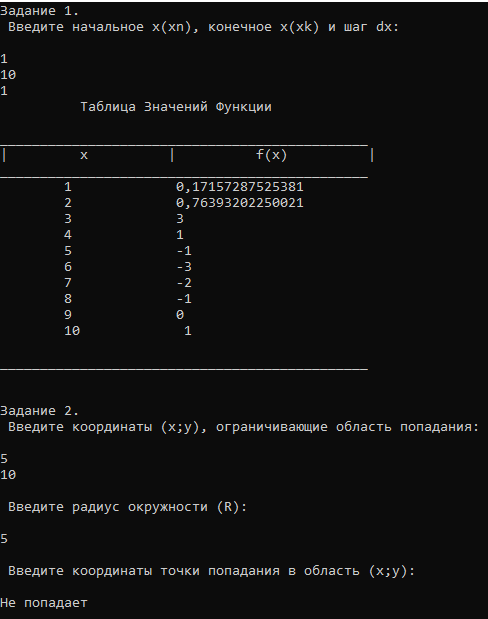 Задание 1.
Введите начальное x(xn), конечное x(xk) и шаг dx:
1
10
1
Таблица Значений Функции
_______________________________________________
| x | f(x) |
_______________________________________________
1 0,17157287525381
2 0,76393202250021
3 3
4 1
5 -1
6 -3
7 -2
8 -1
9 0
10 1
_______________________________________________
Задание 2.
Введите координаты (x;y), ограничивающие область попадания:
5
10
Введите радиус окружности (R):
5
Введите координаты точки попадания в область (x;y):
Не попадает